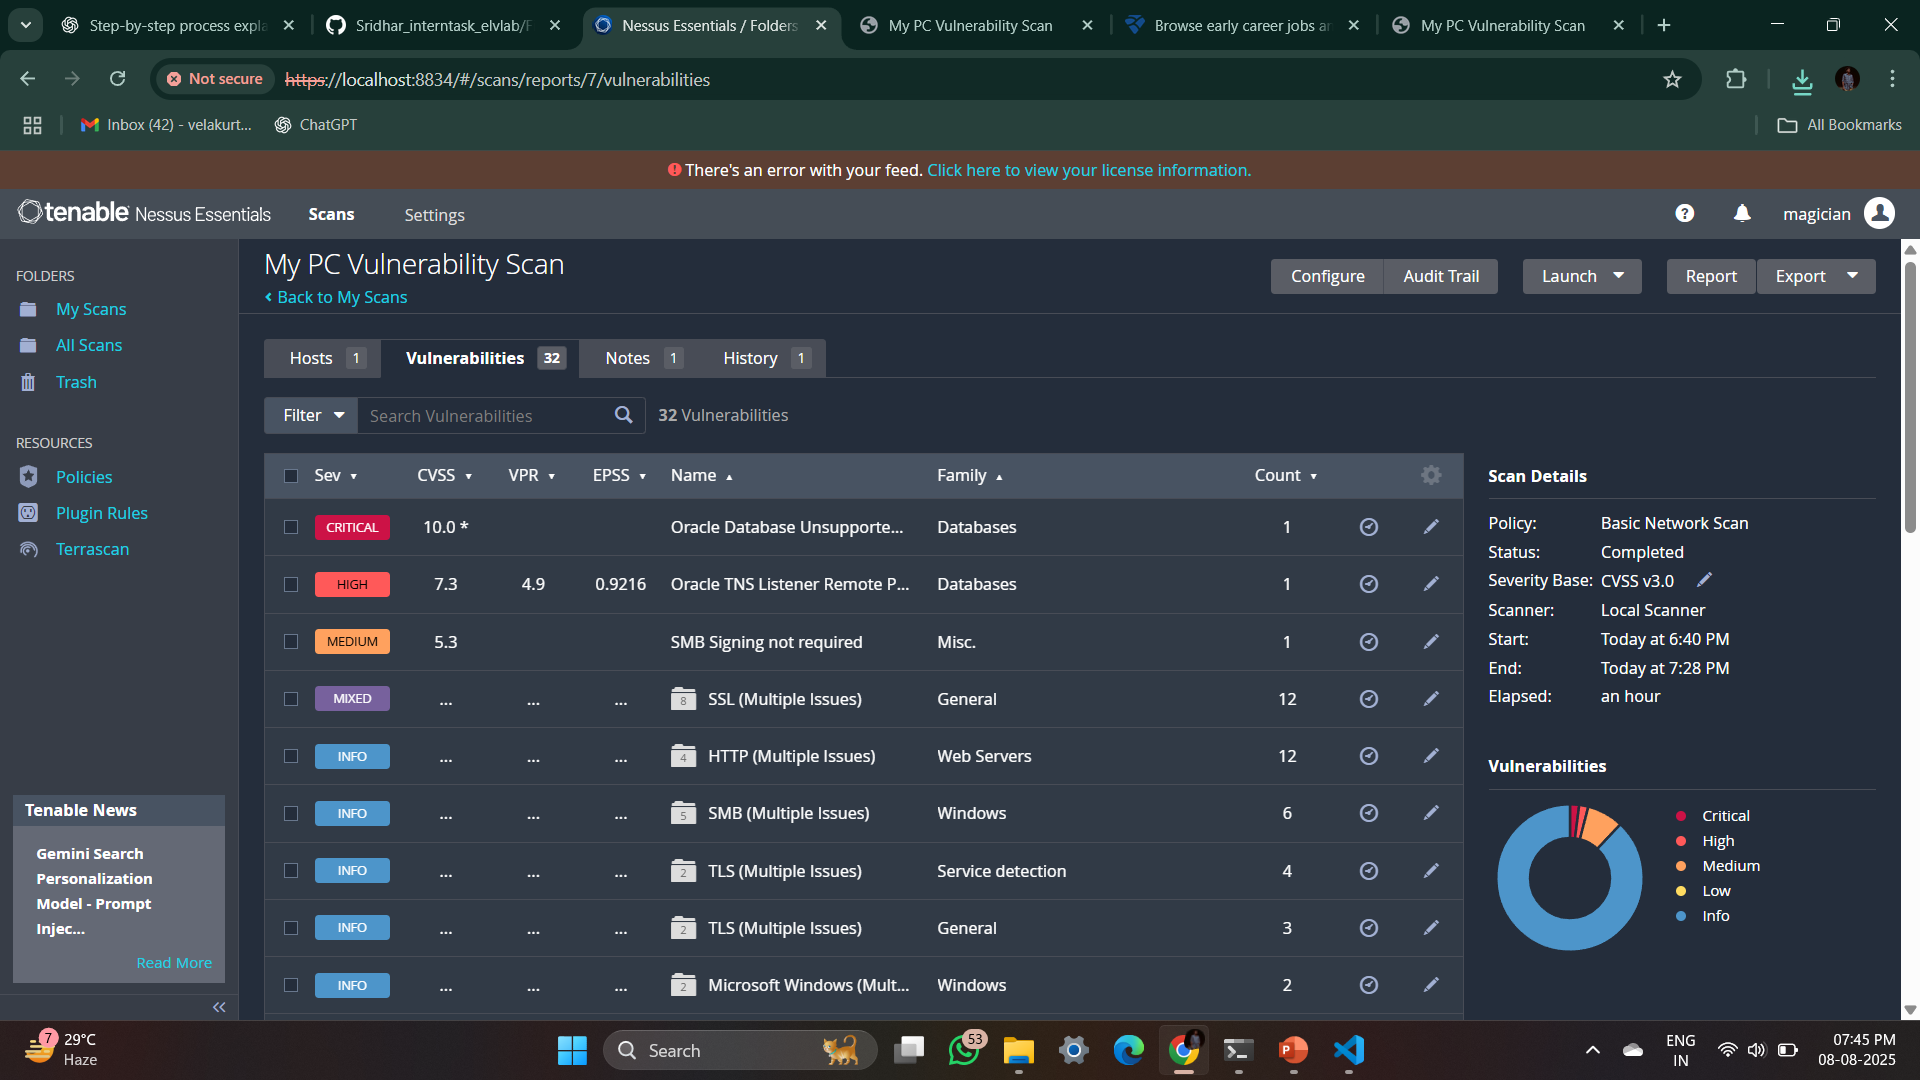 Step-by-step process expla
Sridhar_interntask_elvlab/F
Nessus Essentials / Folders
My PC Vulnerability Scan
Browse early career jobs an
My PC Vulnerability Scan
Not secure
https://localhost:8834/#/scans/reports/7/vulnerabilities
Inbox (42) - velakurt...
ChatGPT
All Bookmarks
There's an error with your feed. Click here to view your license information.
tenable Nessus Essentials
Scans
Settings
magician
FOLDERS
My Scans
All Scans
Trash
RESOURCES
Policies
Plugin Rules
Terrascan
Tenable News
Gemini Search
Personalization
Model - Prompt
Injec...
Read More
My PC Vulnerability Scan
Back to My Scans
Configure
Audit Trail
Launch
Report
Export
Hosts 1
Vulnerabilities 32
Notes 1
History 1
Filter
Search Vulnerabilities
32 Vulnerabilities
Sev CVSS VPR EPSS Name Family Count
CRITICAL 10.0 * Oracle Database Unsupporte... Databases 1
HIGH 7.3 4.9 0.9216 Oracle TNS Listener Remote P... Databases 1
MEDIUM 5.3 SMB Signing not required Misc. 1
MIXED ... ... ... 8 SSL (Multiple Issues) General 12
INFO ... ... ... 4 HTTP (Multiple Issues) Web Servers 12
INFO ... ... ... 5 SMB (Multiple Issues) Windows 6
INFO ... ... ... 2 TLS (Multiple Issues) Service detection 4
INFO ... ... ... 2 TLS (Multiple Issues) General 3
INFO ... ... ... 2 Microsoft Windows (Mult... Windows 2
Scan Details
Policy: Basic Network Scan
Status: Completed
Severity Base: CVSS v3.0
Scanner: Local Scanner
Start: Today at 6:40 PM
End: Today at 7:28 PM
Elapsed: an hour
Vulnerabilities
Critical
High
Medium
Low
Info
7
29°C
Haze
Search
53
ENG
IN
07:45 PM
08-08-2025